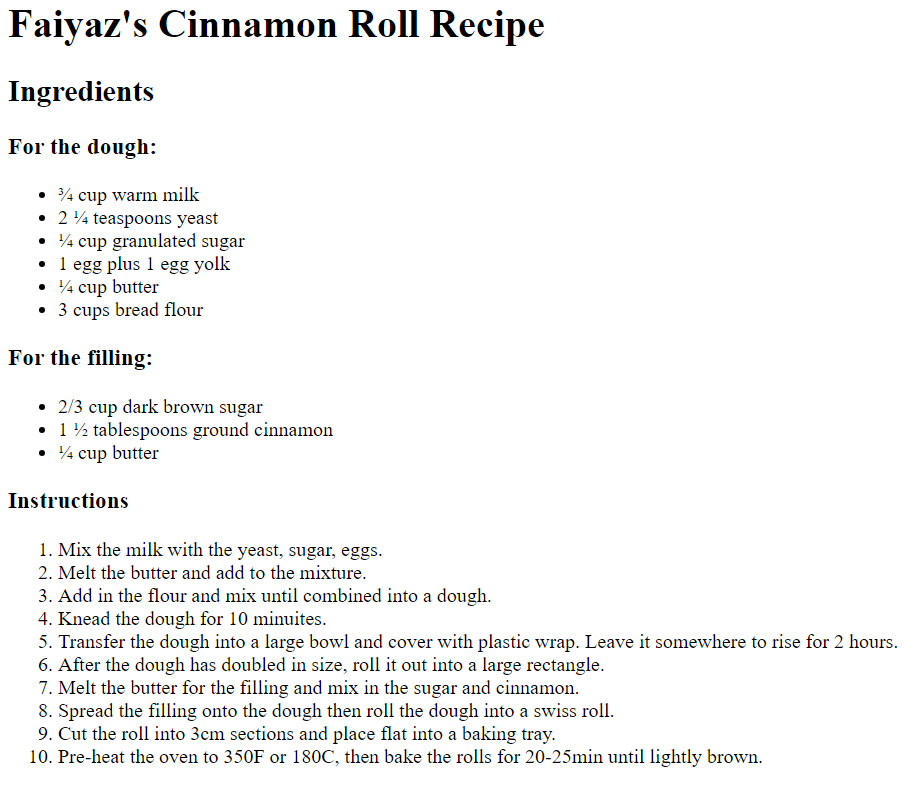 Faiyaz's Cinnamon Roll Recipe
Ingredients
For the dough:
• ¾ cup warm milk
• 2 ¼ teaspoons yeast
• ¼ cup granulated sugar
• 1 egg plus 1 egg yolk
• ¼ cup butter
• 3 cups bread flour
For the filling:
• 2/3 cup dark brown sugar
• 1 ½ tablespoons ground cinnamon
• ¼ cup butter
Instructions
1. Mix the milk with the yeast, sugar, eggs.
2. Melt the butter and add to the mixture.
3. Add in the flour and mix until combined into a dough.
4. Knead the dough for 10 minuites.
5. Transfer the dough into a large bowl and cover with plastic wrap. Leave it somewhere to rise for 2 hours.
6. After the dough has doubled in size, roll it out into a large rectangle.
7. Melt the butter for the filling and mix in the sugar and cinnamon.
8. Spread the filling onto the dough then roll the dough into a swiss roll.
9. Cut the roll into 3cm sections and place flat into a baking tray.
10. Pre-heat the oven to 350F or 180C, then bake the rolls for 20-25min until lightly brown.